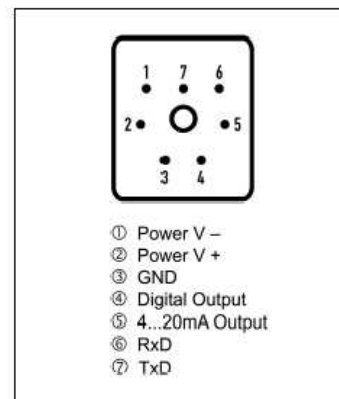 1 7 6
2 5
3 4
① Power V –
② Power V +
③ GND
④ Digital Output
⑤ 4...20mA Output
⑥ RxD
⑦ TxD